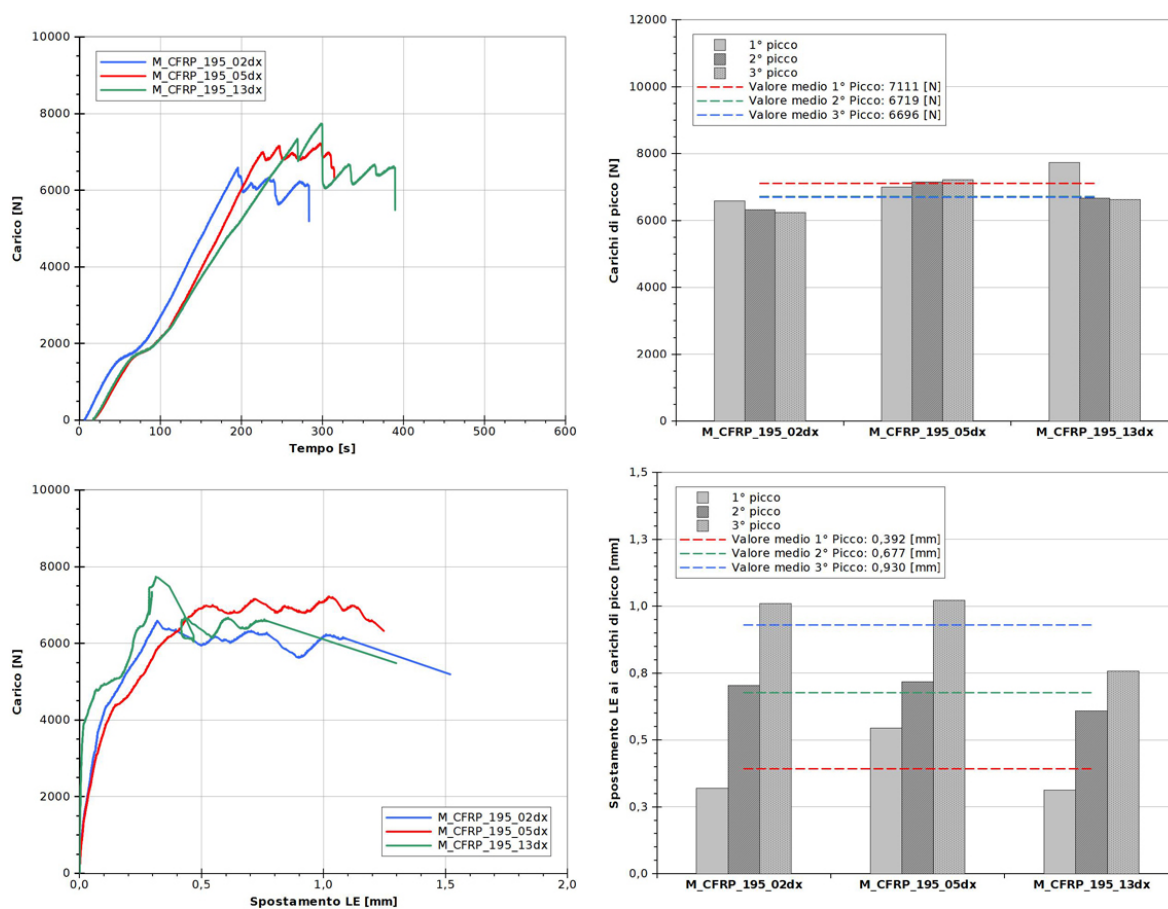 10000
8000
6000
4000
2000
0
Carico [N]
M_CFRP_195_02dx
M_CFRP_195_05dx
M_CFRP_195_13dx
0 100 200 300 400 500 600
Tempo [s]
12000
10000
8000
6000
4000
2000
0
Carichi di picco [N]
1° picco
2° picco
3° picco
Valore medio 1° Picco: 7111 [N]
Valore medio 2° Picco: 6719 [N]
Valore medio 3° Picco: 6696 [N]
M_CFRP_195_02dx M_CFRP_195_05dx M_CFRP_195_13dx
10000
8000
6000
4000
2000
0
Carico [N]
M_CFRP_195_02dx
M_CFRP_195_05dx
M_CFRP_195_13dx
0,0 0,5 1,0 1,5 2,0
Spostamento LE [mm]
1,5
1,3
1,0
0,8
0,5
0,3
0,0
Spostamento LE ai carichi di picco [mm]
1° picco
2° picco
3° picco
Valore medio 1° Picco: 0,392 [mm]
Valore medio 2° Picco: 0,677 [mm]
Valore medio 3° Picco: 0,930 [mm]
M_CFRP_195_02dx M_CFRP_195_05dx M_CFRP_195_13dx